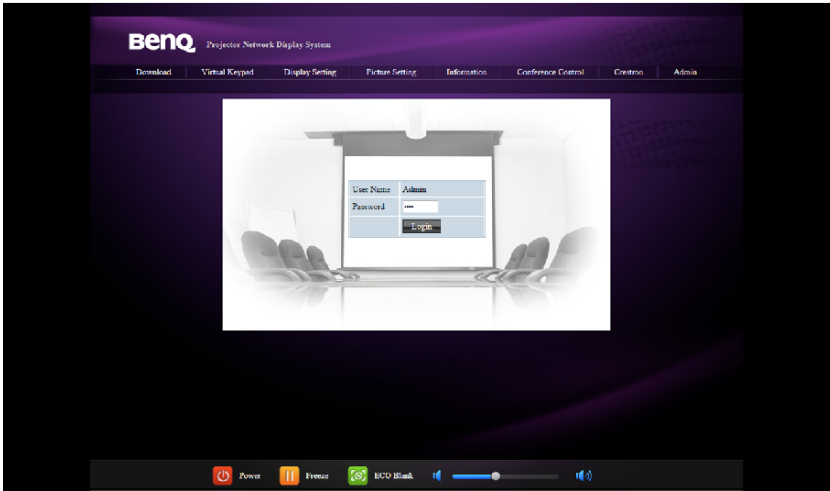 BenQ Projector Network Display System
Download Virtual Keypad Display Setting Picture Setting Information Conference Control Crestron Admin
User Name Admin
Password ••••
Login
Power Freeze ECO Blank